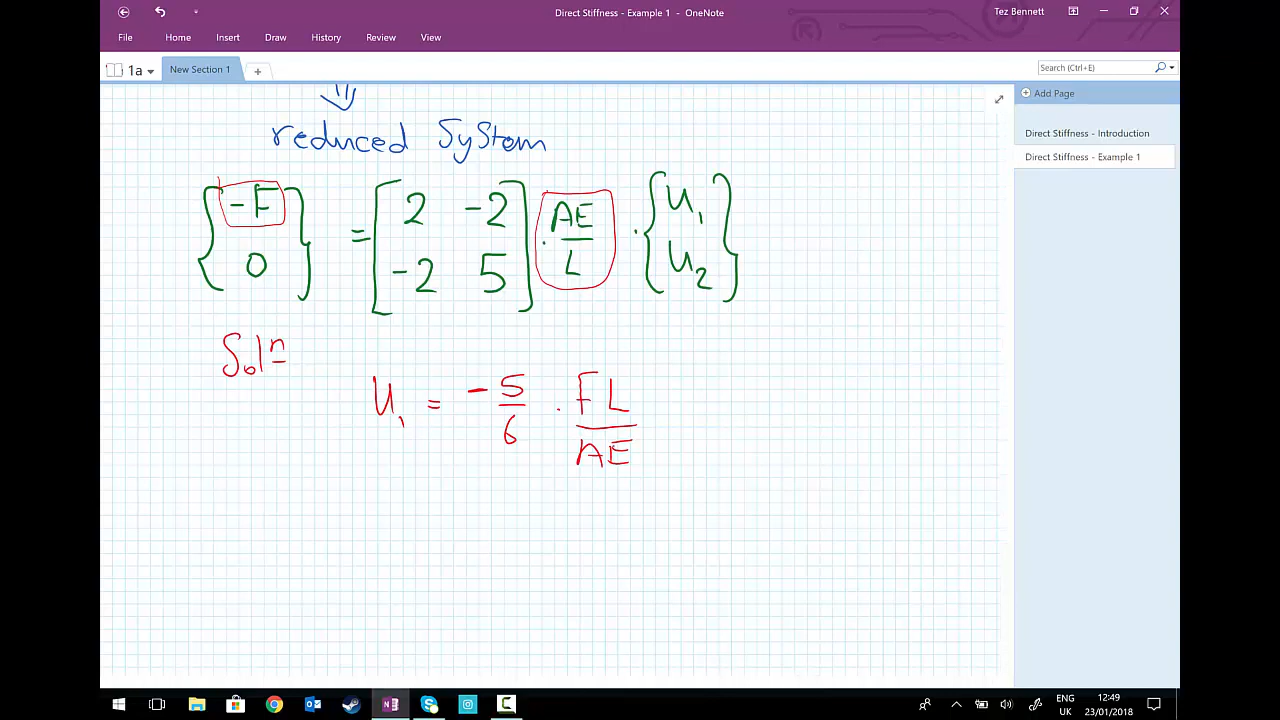 Direct Stiffness - Example 1 - OneNote
Tez Bennett
File Home Insert Draw History Review View
1a New Section 1 +
Search (Ctrl+E)
Add Page
Direct Stiffness - Introduction
Direct Stiffness - Example 1
reduced System
{-F 0} = [2 -2 -2 5] · AE/L · {u₁ u₂}
Solⁿ
u₁ = -5/6 · FL/AE
ENG 12:49
UK 23/01/2018